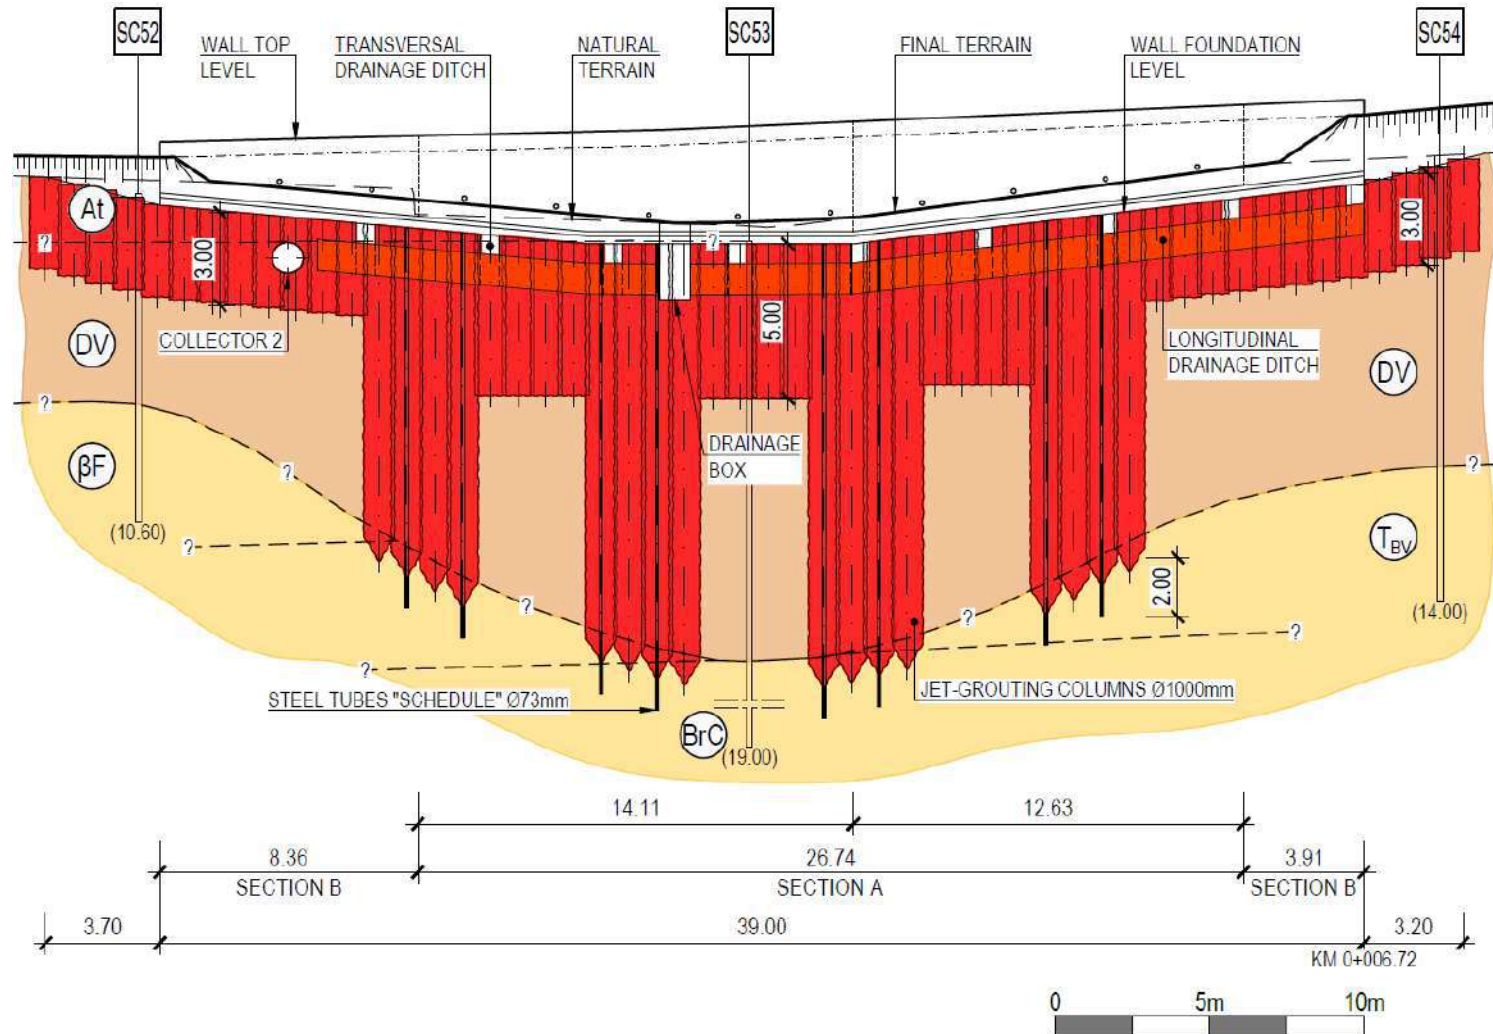 SC52
SC53
SC54
WALL TOP
LEVEL
TRANSVERSAL
DRAINAGE DITCH
NATURAL
TERRAIN
FINAL TERRAIN
WALL FOUNDATION
LEVEL
At
?
?
3.00
3.00
COLLECTOR 2
5.00
LONGITUDINAL
DRAINAGE DITCH
DV
DV
?
DRAINAGE
BOX
βF
?
?
(10.60)
?
TBV
2.00
?
?
(14.00)
?
?
STEEL TUBES "SCHEDULE" Ø73mm
JET-GROUTING COLUMNS Ø1000mm
BrC
(19.00)
14.11
12.63
8.36
26.74
3.91
SECTION B
SECTION A
SECTION B
3.70
39.00
3.20
KM 0+006.72
0
5m
10m